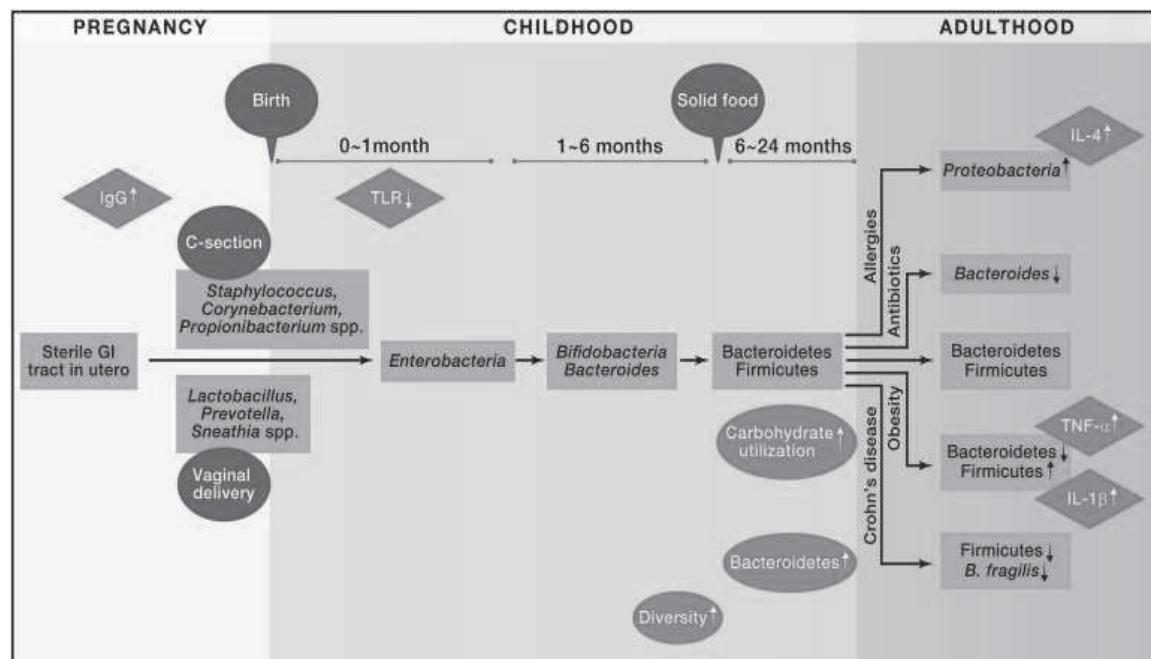 PREGNANCY
CHILDHOOD
ADULTHOOD
Birth
Solid food
0~1month
1~6 months
6~24 months
IgG↑
TLR↓
IL-4↑
Proteobacteria↑
C-section
Staphylococcus,
Corynebacterium,
Propionibacterium spp.
Allergies
Antibiotics
Bacteroides↓
Sterile GI
tract in utero
Enterobacteria
Bifidobacteria
Bacteroides
Bacteroidetes
Firmicutes
Bacteroidetes
Firmicutes
Lactobacillus,
Prevotella,
Sneathia spp.
Vaginal
delivery
Carbohydrate↑
utilization
Crohn's disease
Obesity
TNF-α↑
Bacteroidetes↓
Firmicutes↑
IL-1β↑
Bacteroidetes↑
Firmicutes↓
B. fragilis↓
Diversity↑